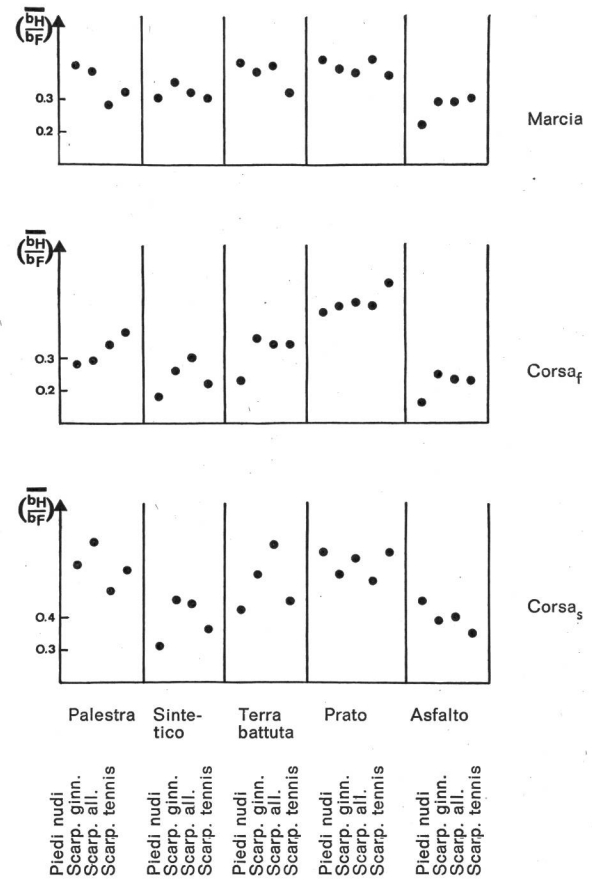 (bH/bF)
0.3
0.2
Marcia
(bH/bF)
0.3
0.2
Corsa_f
(bH/bF)
0.4
0.3
Corsa_s
Palestra
Sinte-
tico
Terra
battuta
Prato
Asfalto
Piedi nudi
Scarp. ginn.
Scarp. all.
Scarp. tennis
Piedi nudi
Scarp. ginn.
Scarp. all.
Scarp. tennis
Piedi nudi
Scarp. ginn.
Scarp. all.
Scarp. tennis
Piedi nudi
Scarp. ginn.
Scarp. all.
Scarp. tennis
Piedi nudi
Scarp. ginn.
Scarp. all.
Scarp. tennis